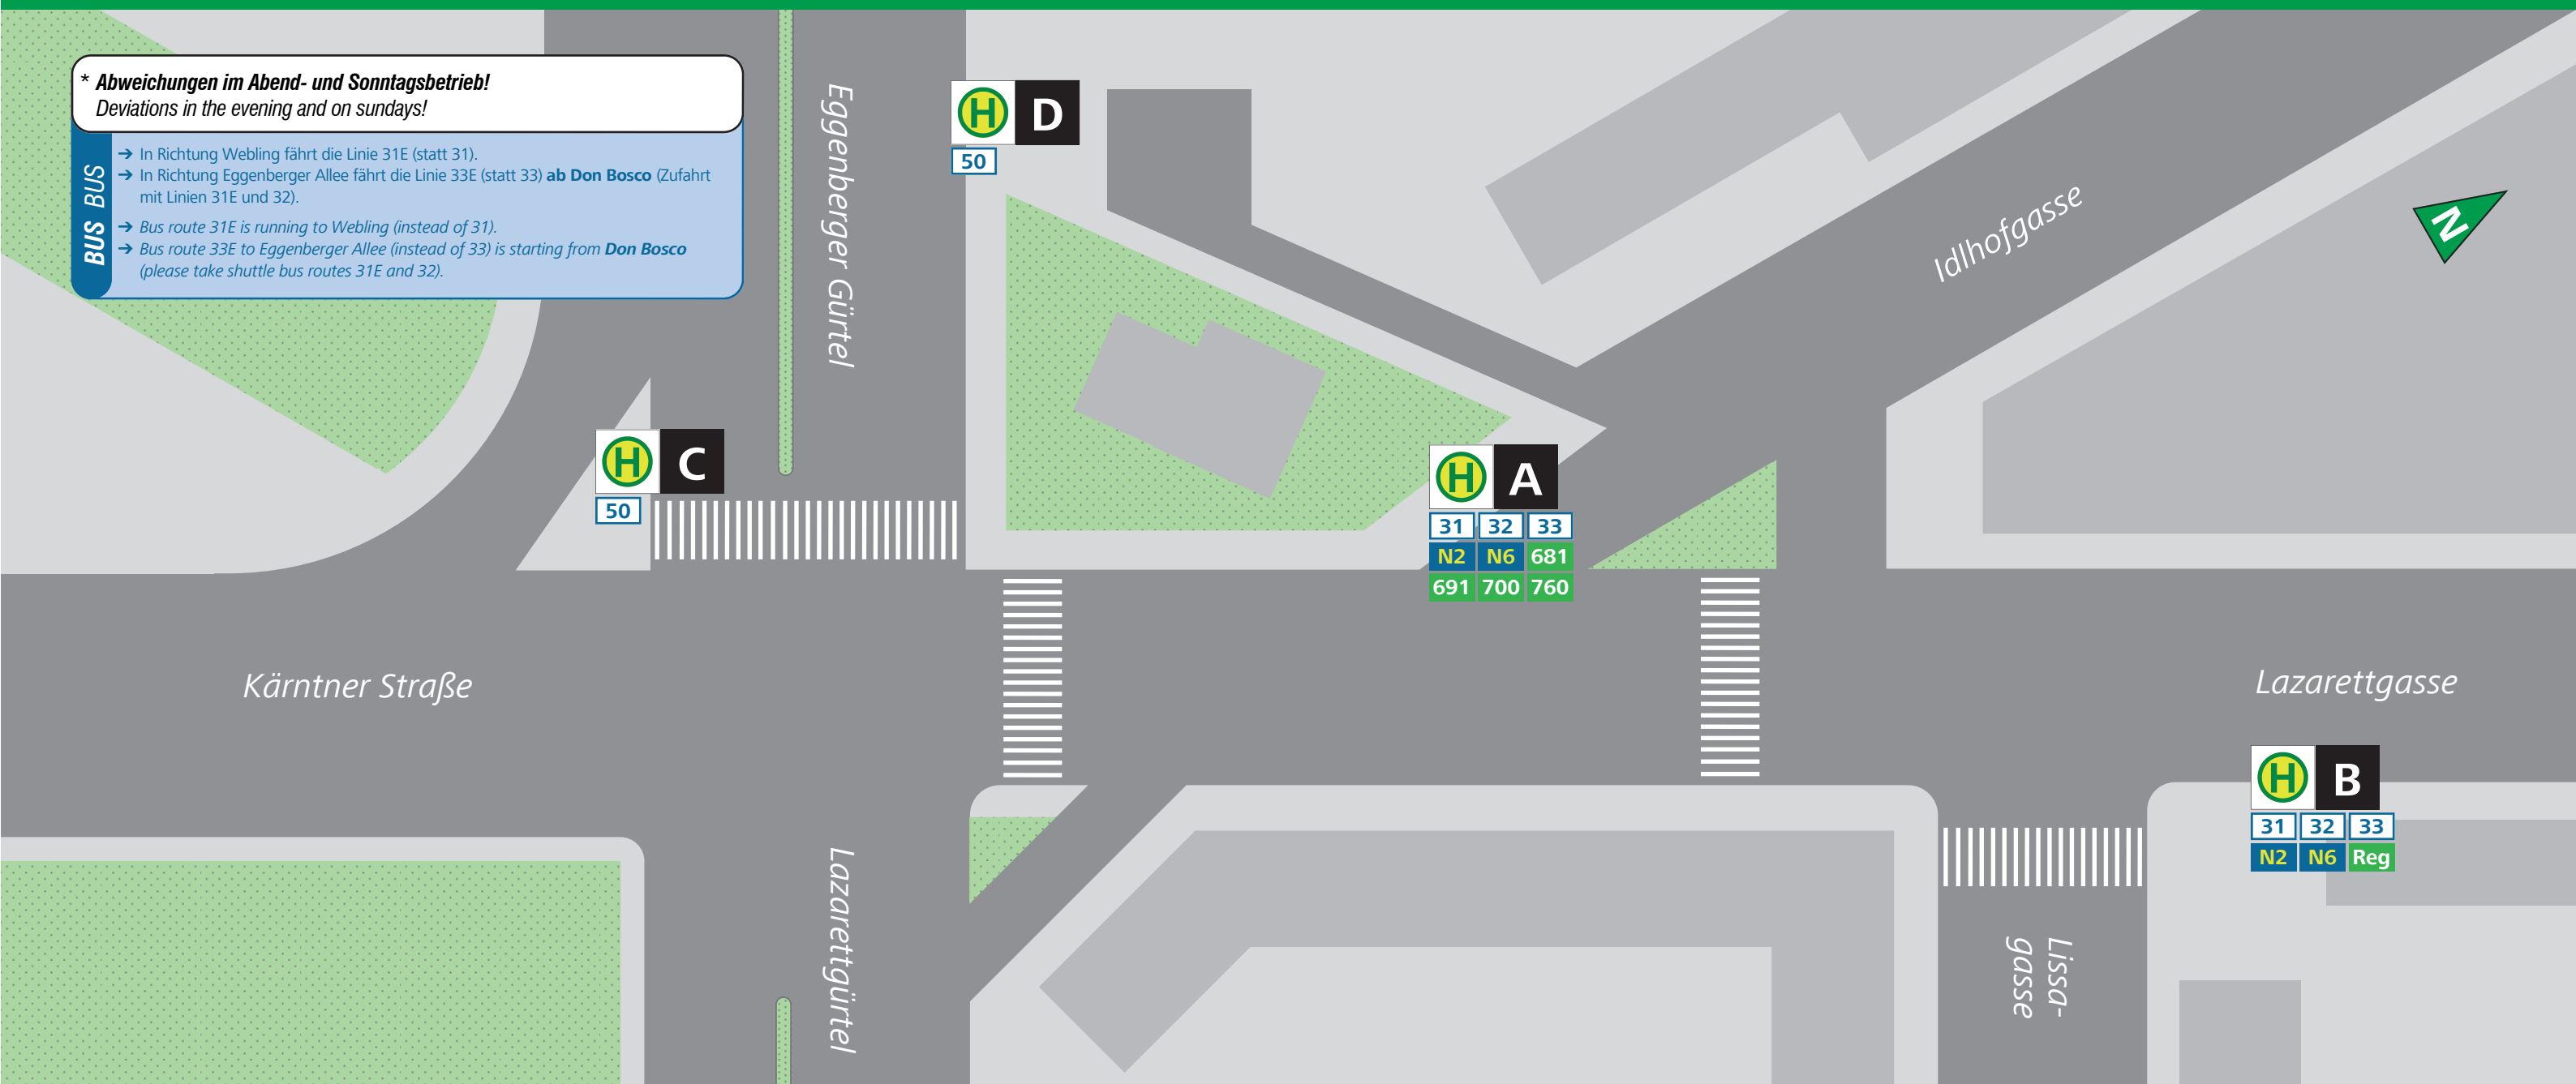 * Abweichungen im Abend- und Sonntagsbetrieb!
Deviations in the evening and on sundays!
BUS BUS
➔ In Richtung Webling fährt die Linie 31E (statt 31).
➔ In Richtung Eggenberger Allee fährt die Linie 33E (statt 33) ab Don Bosco (Zufahrt
mit Linien 31E und 32).
➔ Bus route 31E is running to Webling (instead of 31).
➔ Bus route 33E to Eggenberger Allee (instead of 33) is starting from Don Bosco
(please take shuttle bus routes 31E and 32).
Eggenberger Gürtel
H D
50
Idlhofgasse
N
H C
50
H A
31 32 33
N2 N6 681
691 700 760
Kärntner Straße
Lazarettgasse
H B
31 32 33
N2 N6 Reg
Lazarettgürtel
Lissa-
gasse